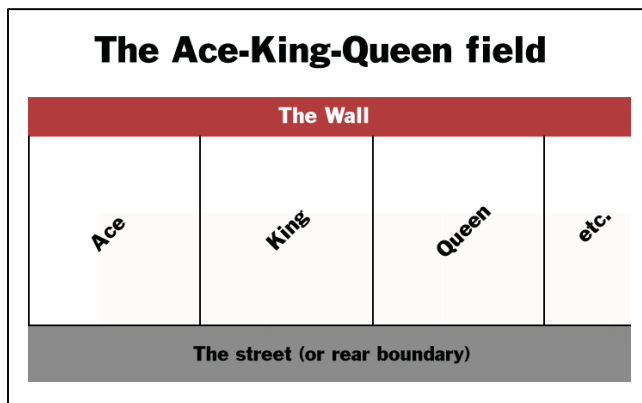 The Ace-King-Queen field
The Wall
Ace
King
Queen
etc.
The street (or rear boundary)